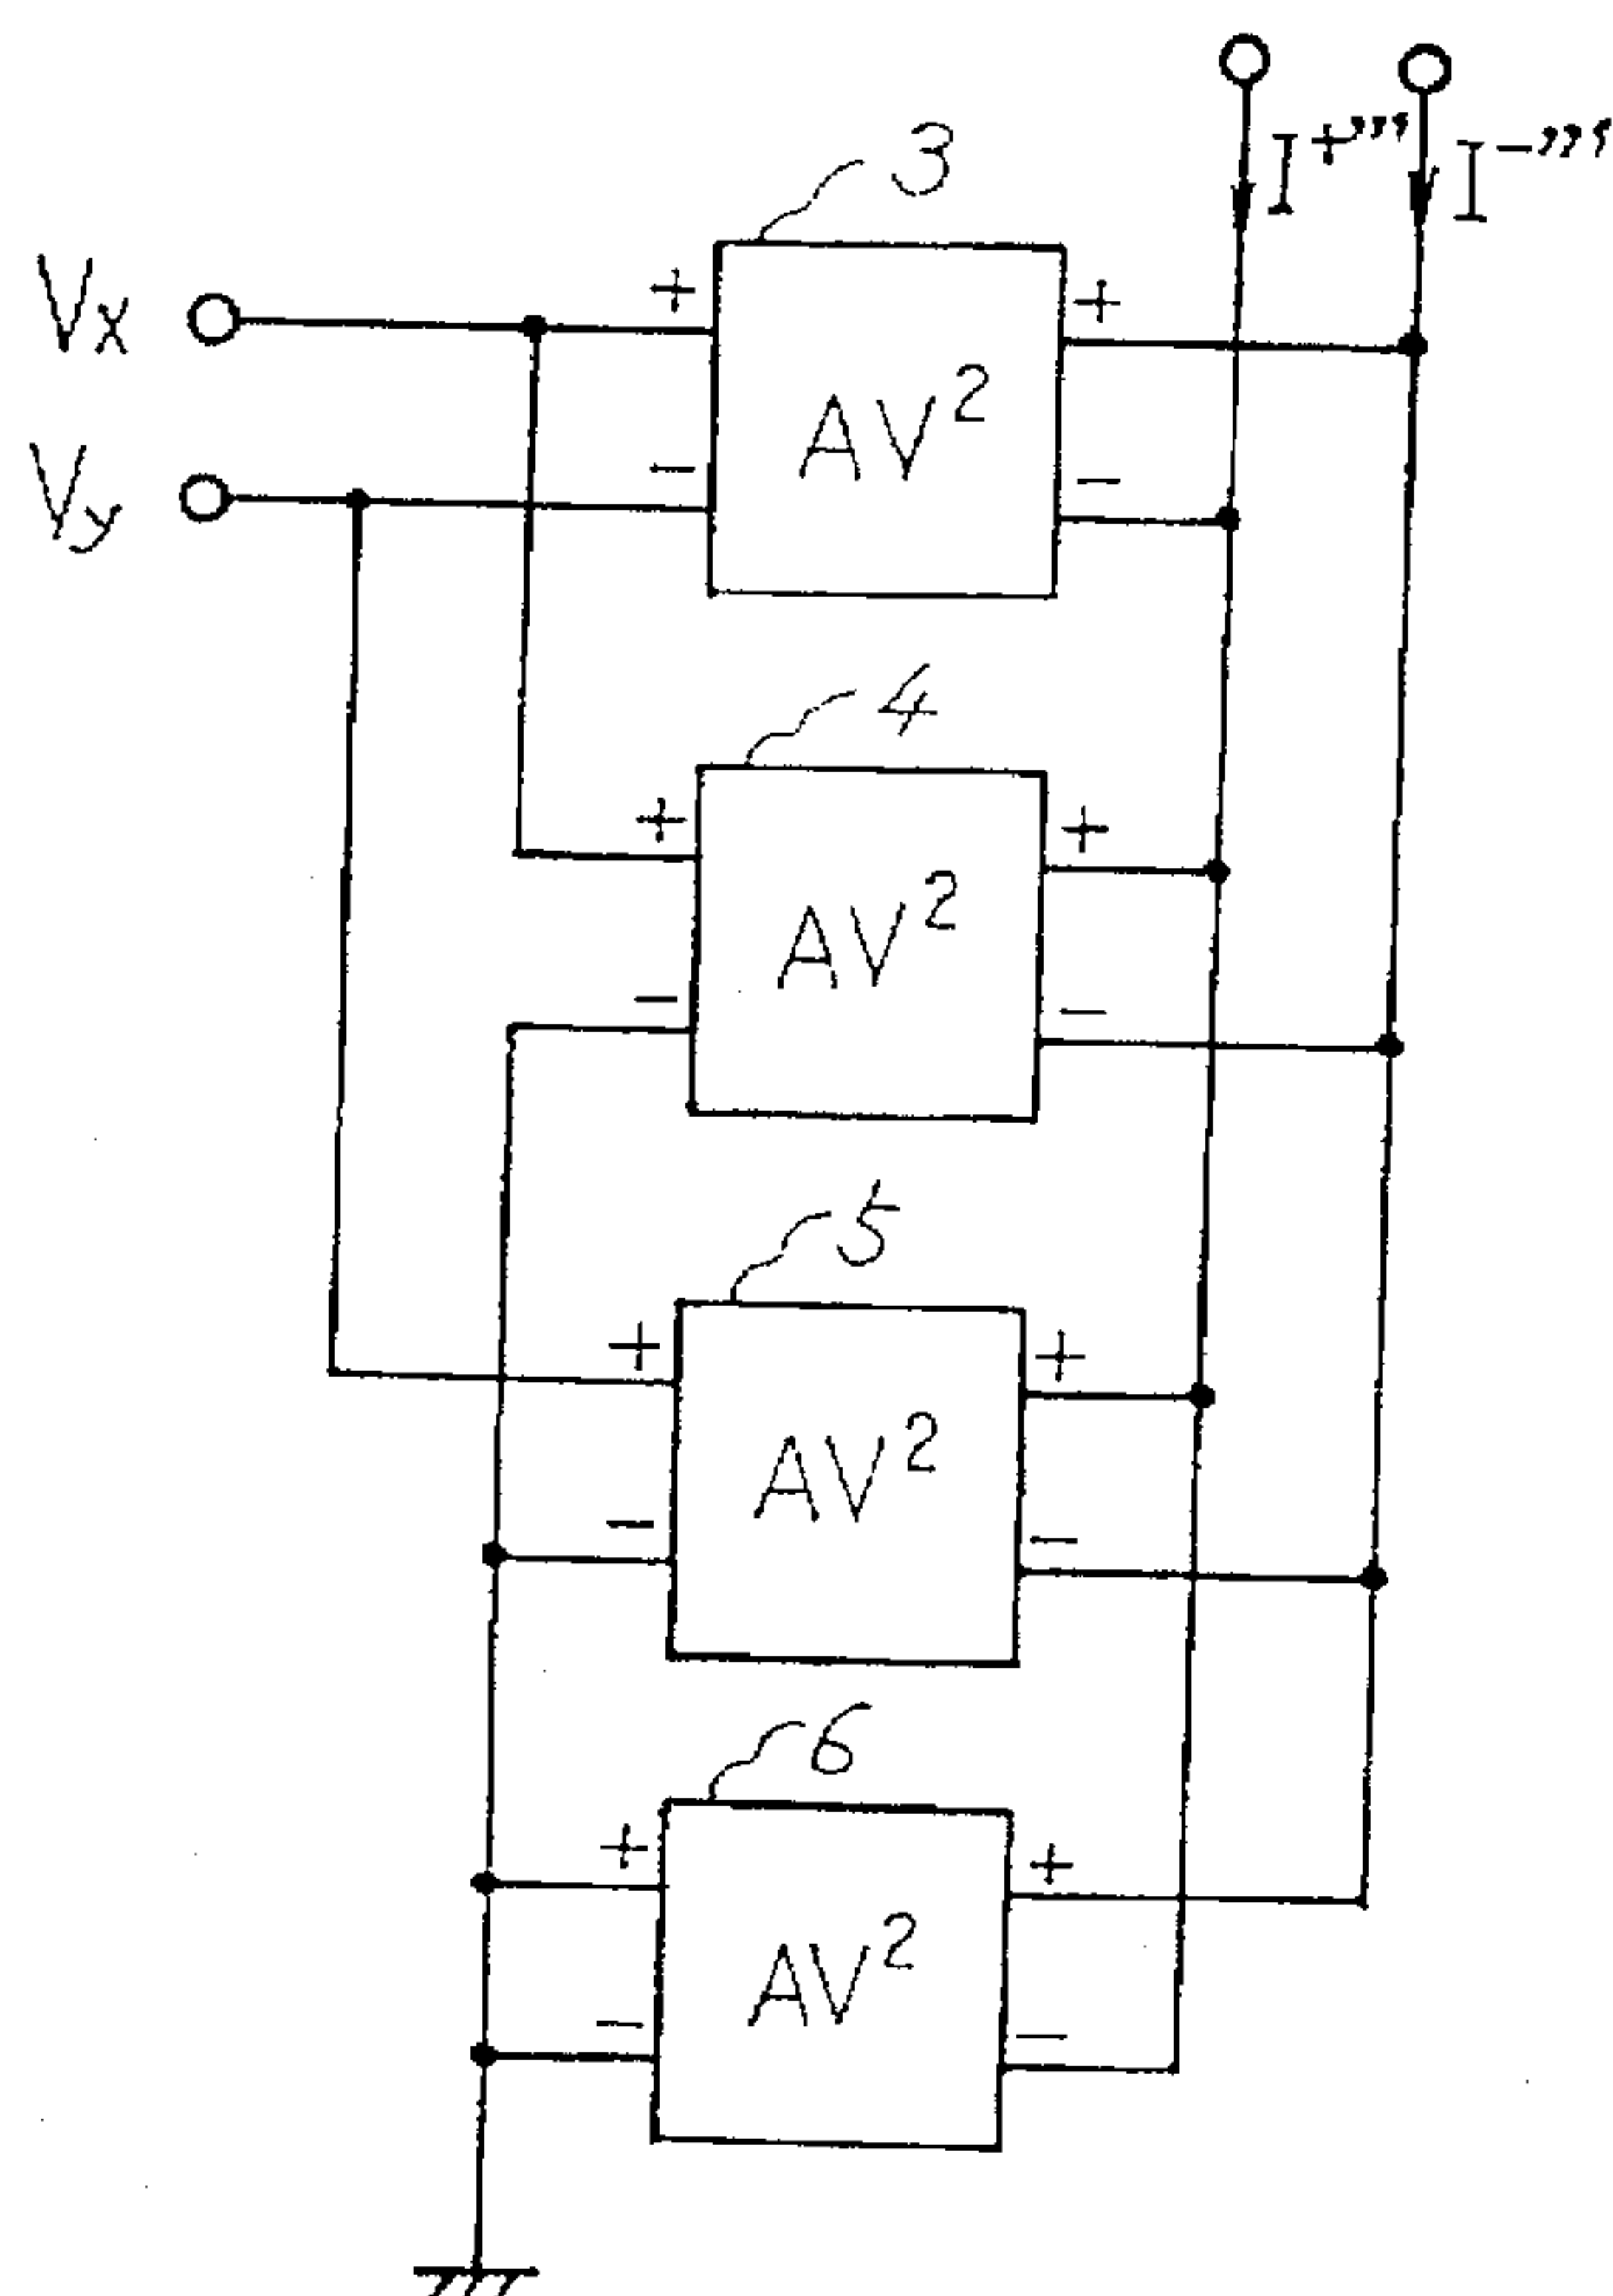 I+”” I-””
3
Vx + +
AV²
Vy - -
4
+ +
AV²
- -
5
+ +
AV²
- -
6
+ +
AV²
- -